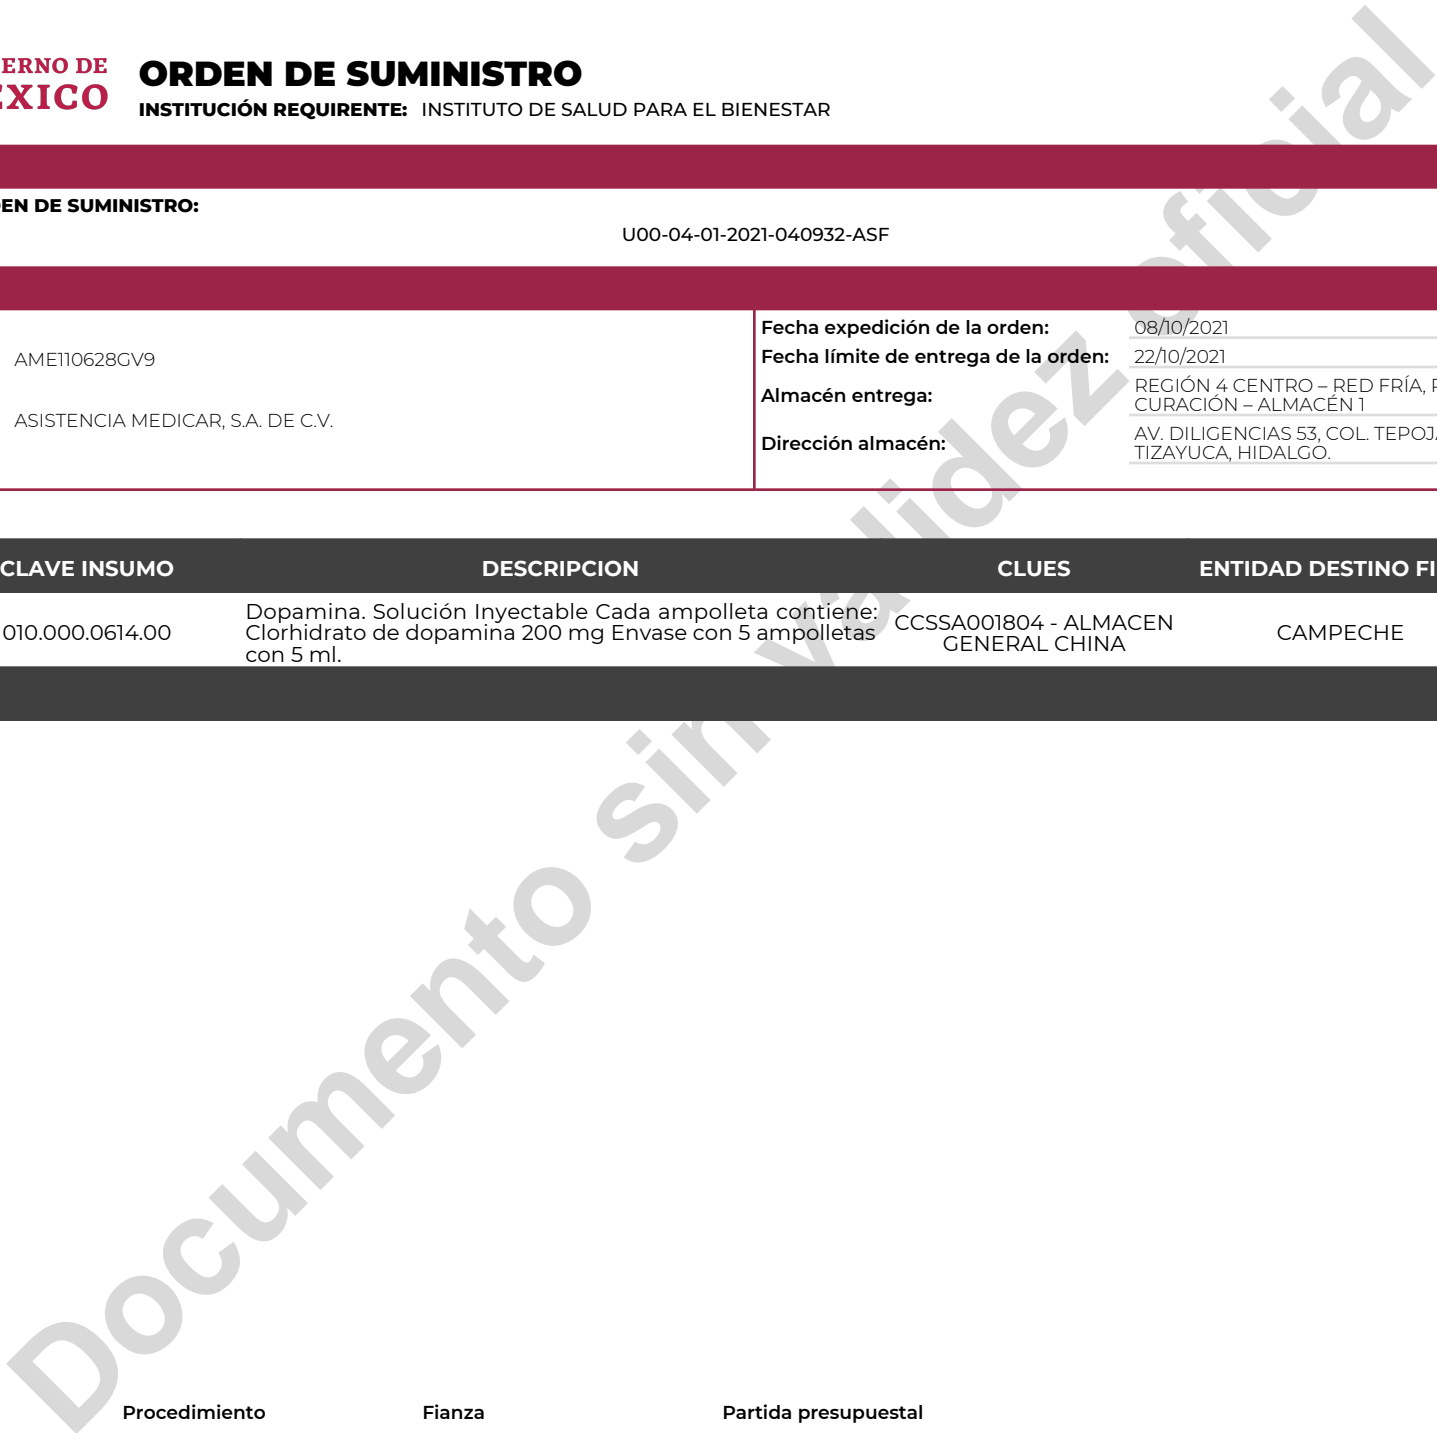 ERNO DE
ÉXICO
ORDEN DE SUMINISTRO
INSTITUCIÓN REQUIRENTE: INSTITUTO DE SALUD PARA EL BIENESTAR
EN DE SUMINISTRO:
U00-04-01-2021-040932-ASF
AME110628GV9
ASISTENCIA MEDICAR, S.A. DE C.V.
Fecha expedición de la orden: 08/10/2021
Fecha límite de entrega de la orden: 22/10/2021
Almacén entrega: REGIÓN 4 CENTRO – RED FRÍA,
CURACIÓN – ALMACÉN 1
Dirección almacén: AV. DILIGENCIAS 53, COL. TEPOJA
TIZAYUCA, HIDALGO.
CLAVE INSUMO DESCRIPCION CLUES ENTIDAD DESTINO FI
010.000.0614.00
Dopamina. Solución Inyectable Cada ampolleta contiene:
Clorhidrato de dopamina 200 mg Envase con 5 ampolletas
con 5 ml.
CCSSA001804 - ALMACEN
GENERAL CHINA
CAMPECHE
Documento sin validez oficial
Procedimiento Fianza Partida presupuestal